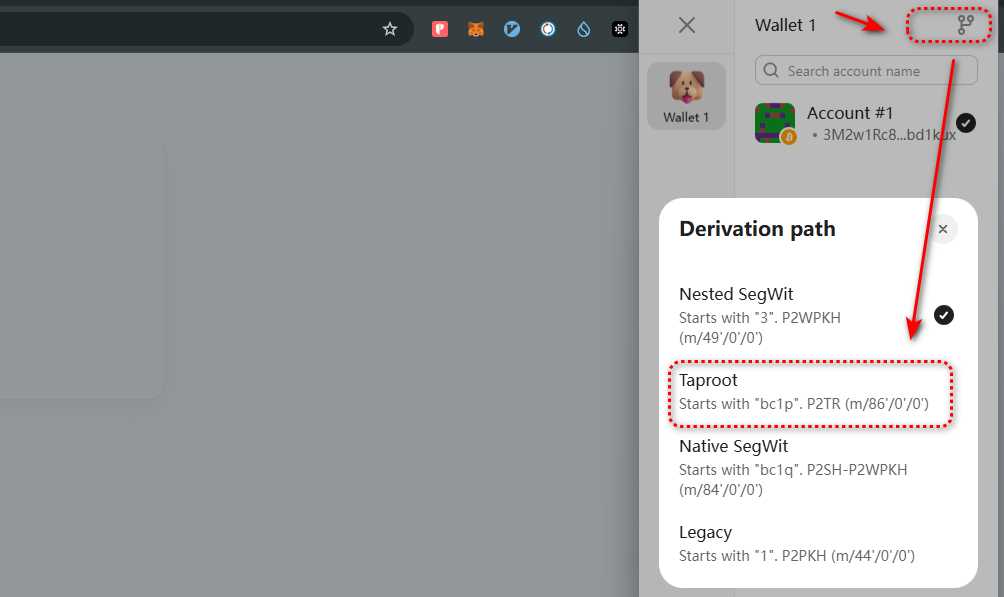 Wallet 1
Search account name
Wallet 1
Account #1
• 3M2w1Rc8...bd1kux
Derivation path
Nested SegWit
Starts with "3". P2WPKH
(m/49'/0'/0')
Taproot
Starts with "bc1p". P2TR (m/86'/0'/0')
Native SegWit
Starts with "bc1q". P2SH-P2WPKH
(m/84'/0'/0')
Legacy
Starts with "1". P2PKH (m/44'/0'/0')